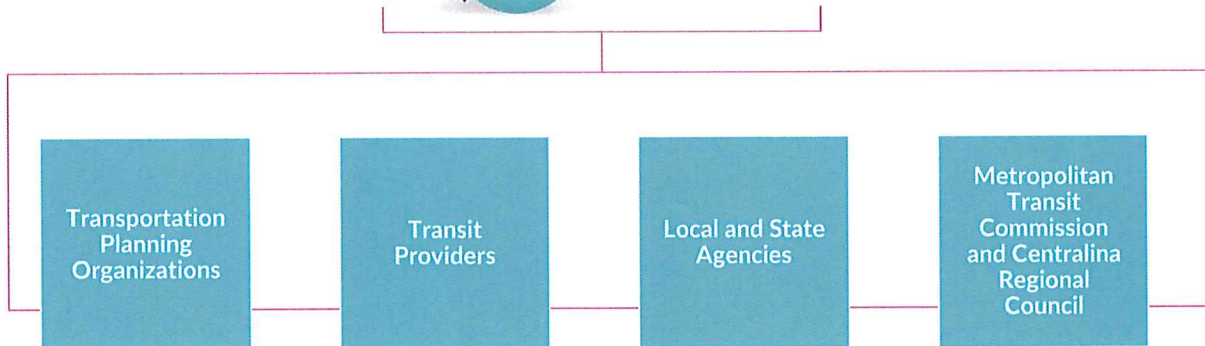 Transportation
Planning
Organizations
Transit
Providers
Local and State
Agencies
Metropolitan
Transit
Commission
and Centralina
Regional
Council